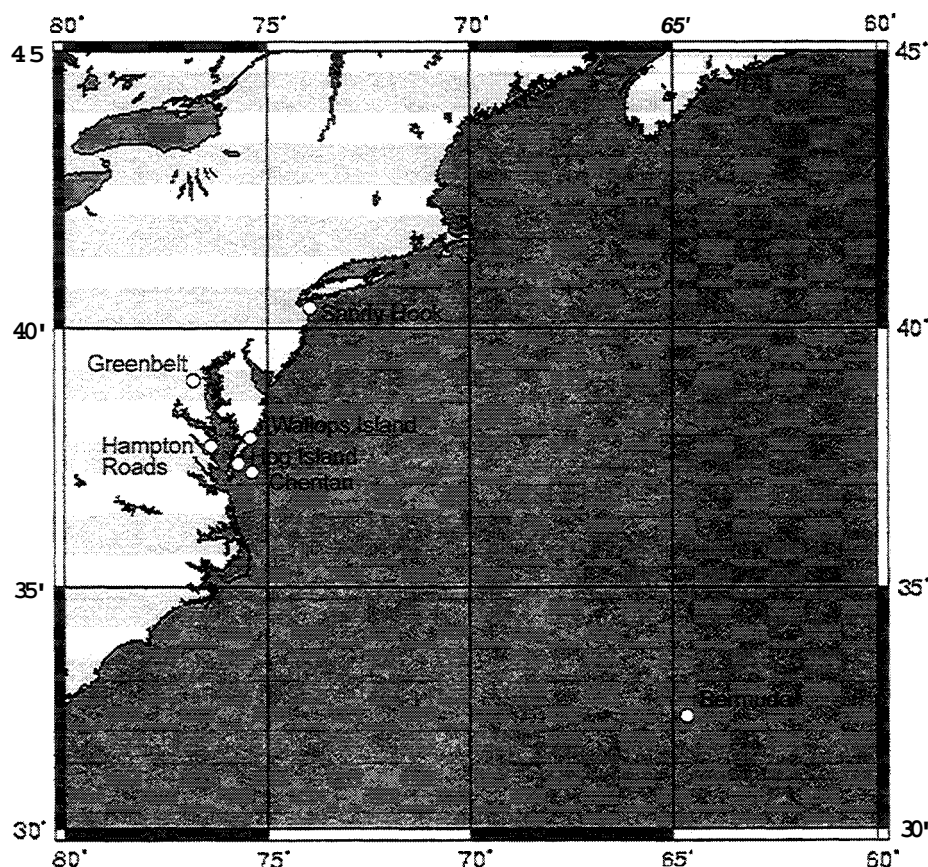 80° 75° 70° 65° 60°
45° 45°
40° Sandy Hook 40°
Greenbelt
Wallops Island
Hampton
Roads
Hog Island
Cheritan
35° 35°
Bermuda
30° 30°
80° 75° 70° 65° 60°